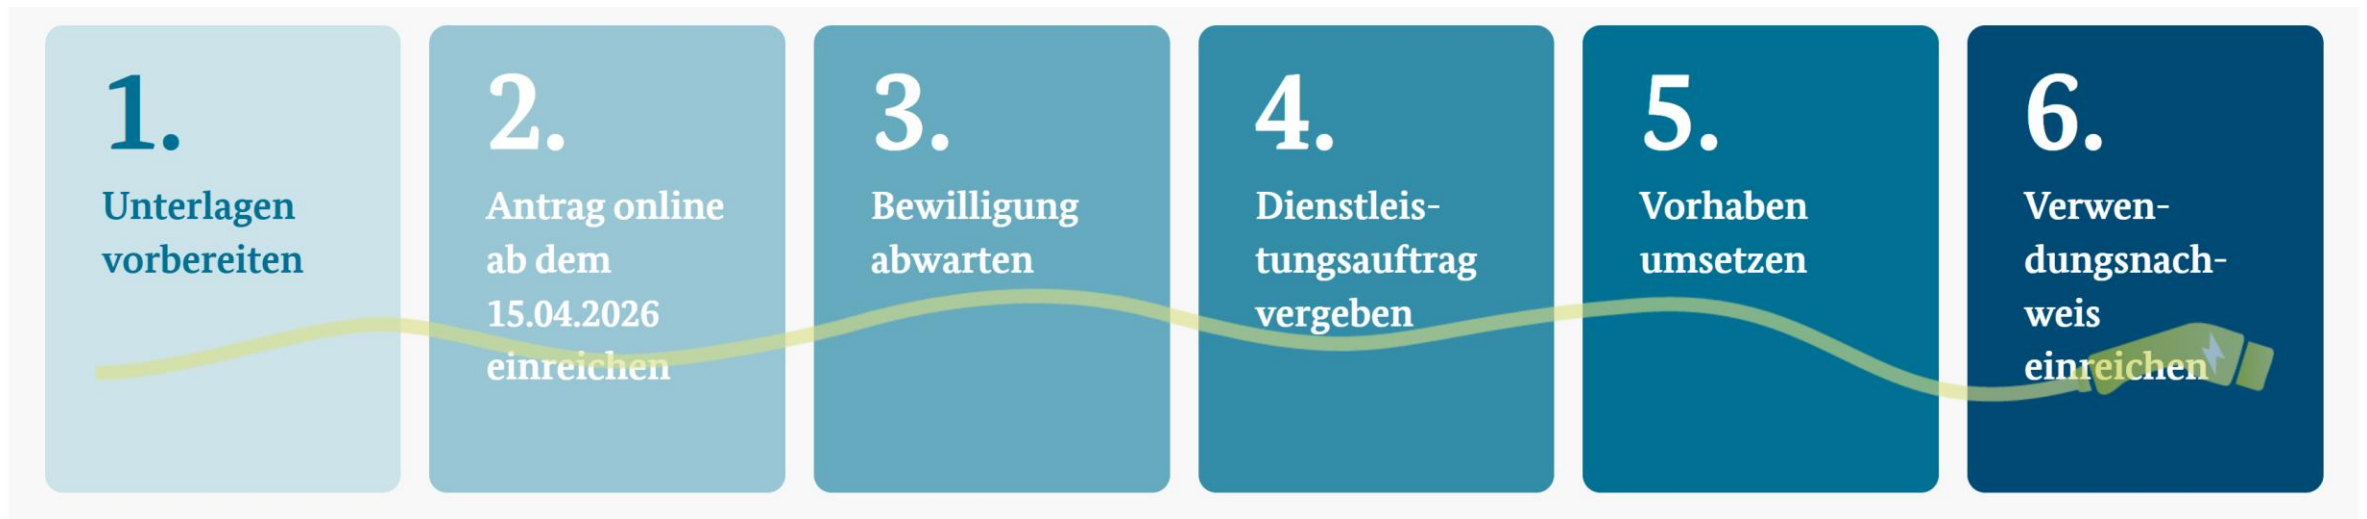 1.
Unterlagen
vorbereiten
2.
Antrag online
ab dem
15.04.2026
einreichen
3.
Bewilligung
abwarten
4.
Dienstleis-
tungsauftrag
vergeben
5.
Vorhaben
umsetzen
6.
Verwen-
dungsnach-
weis
einreichen